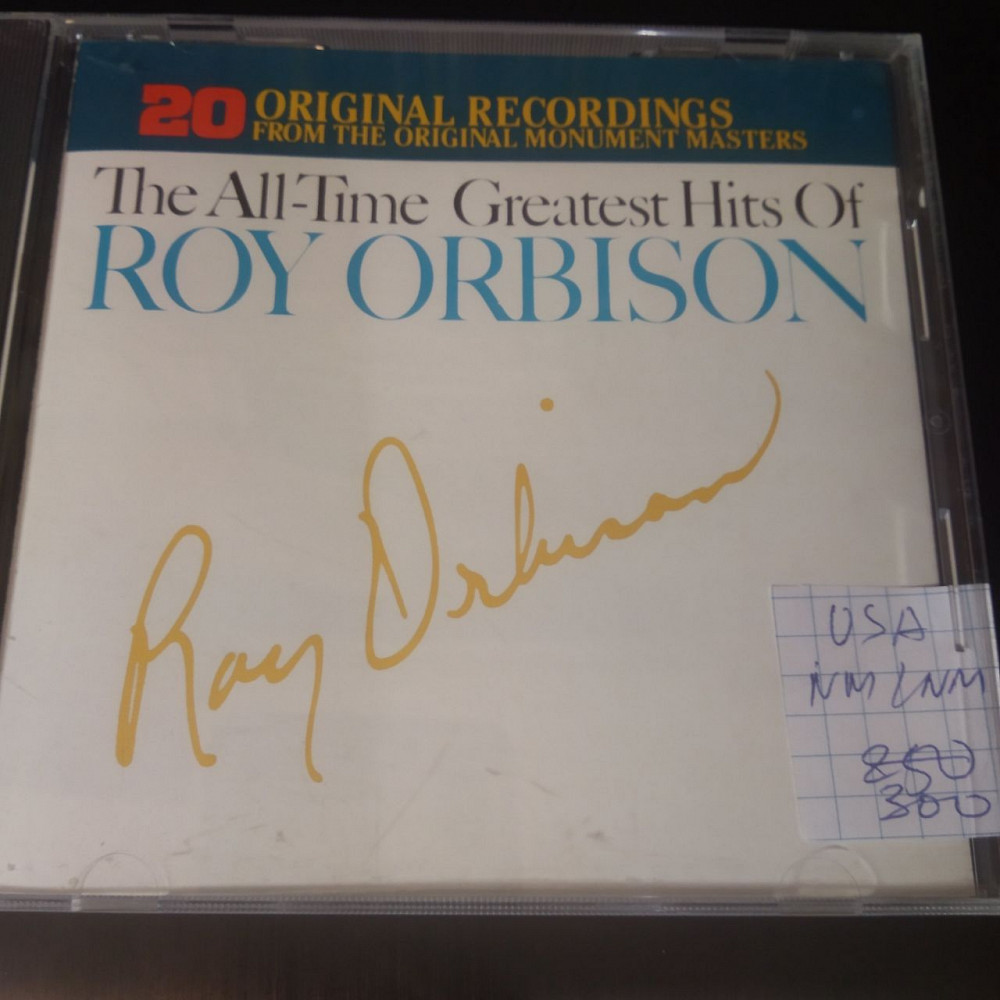 20 ORIGINAL RECORDINGS
FROM THE ORIGINAL MONUMENT MASTERS
The All-Time Greatest Hits Of
ROY ORBISON
Roy Orbison
USA
NM/NM
850
300